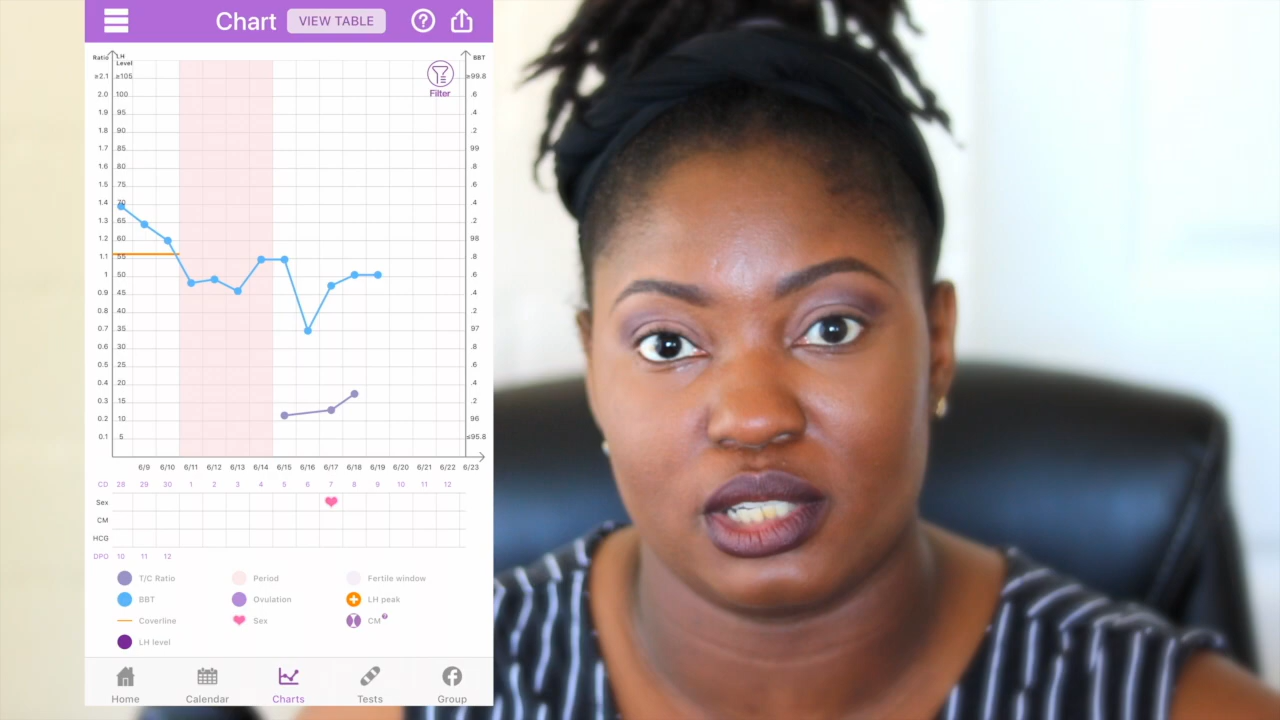 Chart VIEW TABLE ?
Ratio LH Level BBT
≥2.1 ≥105 ≥99.8
Filter
2.0 100 .6
1.9 95 .4
1.8 90 .2
1.7 85 99
1.6 80 .8
1.5 75 .6
1.4 70 .4
1.3 65 .2
1.2 60 98
1.1 55 .8
1 50 .6
0.9 45 .4
0.8 40 .2
0.7 35 97
0.6 30 .8
0.5 25 .6
0.4 20 .4
0.3 15 .2
0.2 10 96
0.1 5 ≤95.8
6/9 6/10 6/11 6/12 6/13 6/14 6/15 6/16 6/17 6/18 6/19 6/20 6/21 6/22 6/23
CD 28 29 30 1 2 3 4 5 6 7 8 9 10 11 12
Sex
CM
HCG
DPO 10 11 12
T/C Ratio Period Fertile window
BBT Ovulation LH peak
Coverline Sex CM ?
LH level
Home Calendar Charts Tests Group